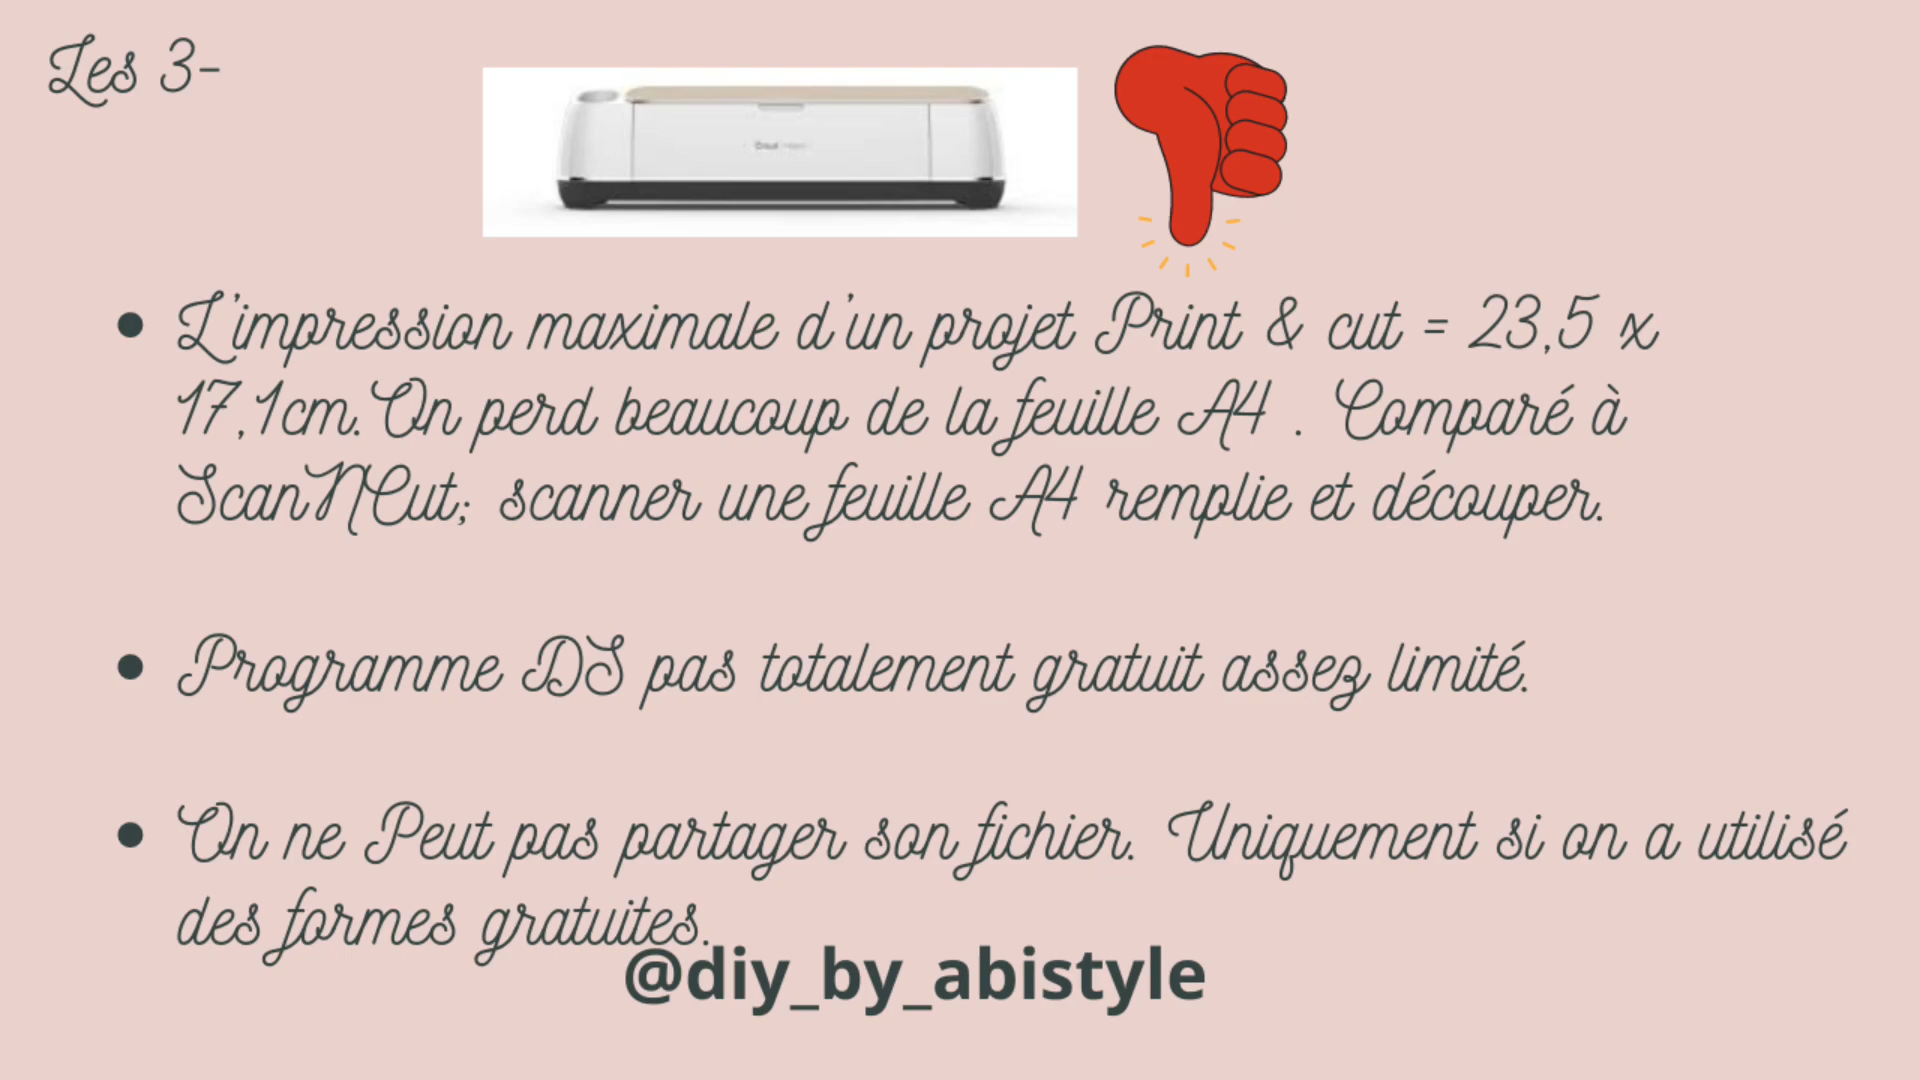 Les 3-
Cricut
L'impression maximale d'un projet Print & cut = 23,5 x
17,1cm. On perd beaucoup de la feuille A4 . Comparé à
ScanNCut; scanner une feuille A4 remplie et découper.
Programme DS pas totalement gratuit assez limité.
On ne Peut pas partager son fichier. Uniquement si on a utilisé
des formes gratuites.
@diy_by_abistyle